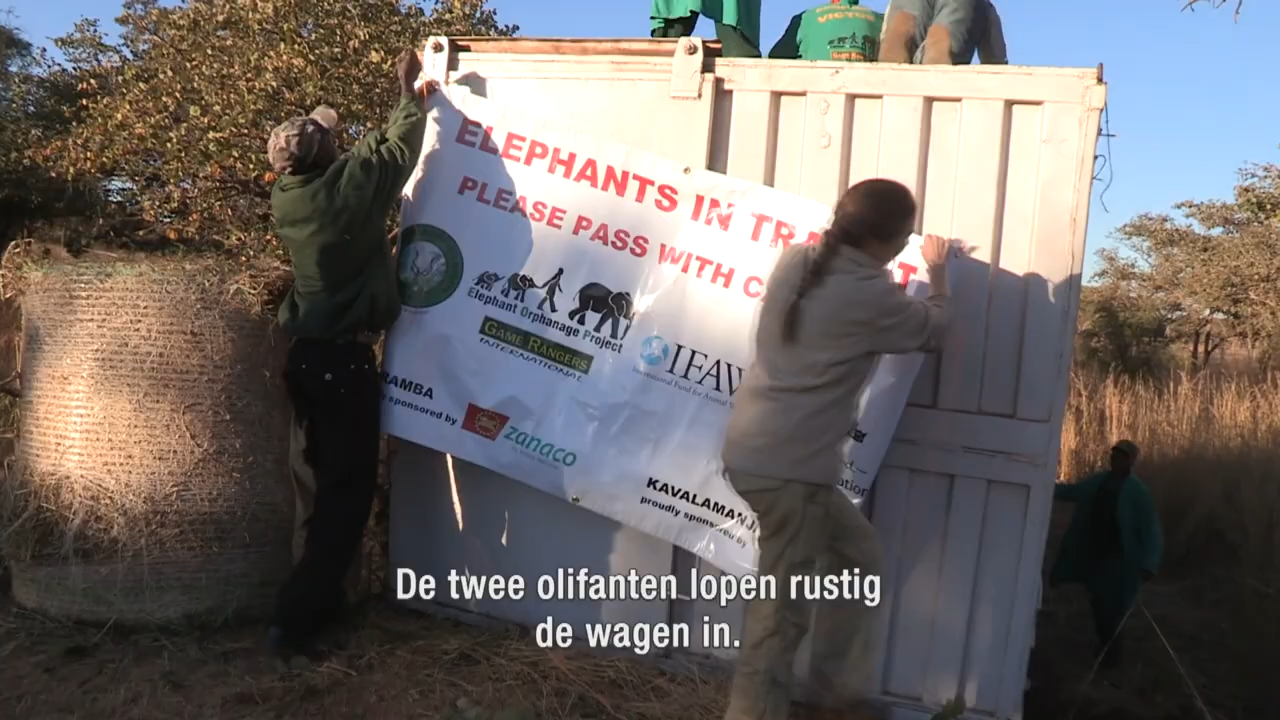 VICTOR
ELEPHANTS IN TRA
PLEASE PASS WITH C
Elephant Orphanage Project
GAME RANGERS
INTERNATIONAL
IFAW
International Fund for Animal
RAMBA
sponsored by
zanaco
KAVALAMANJ
proudly sponsored by
De twee olifanten lopen rustig
de wagen in.